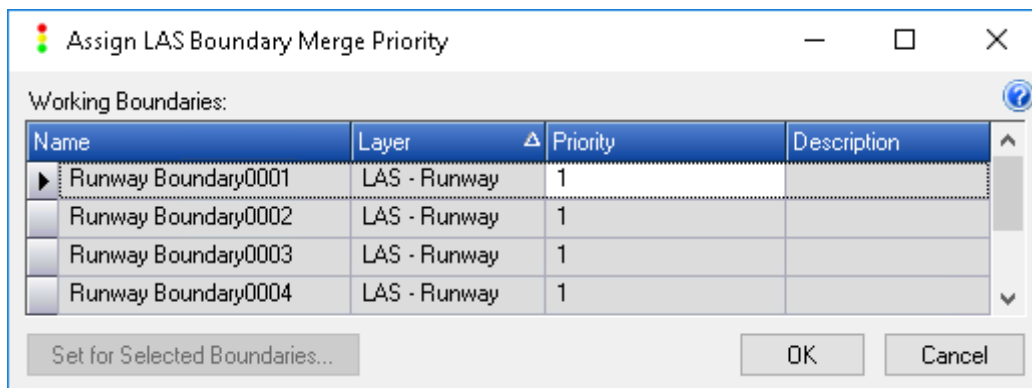 Assign LAS Boundary Merge Priority
Working Boundaries:
Name Layer Priority Description
Runway Boundary0001 LAS - Runway 1
Runway Boundary0002 LAS - Runway 1
Runway Boundary0003 LAS - Runway 1
Runway Boundary0004 LAS - Runway 1
Set for Selected Boundaries... OK Cancel